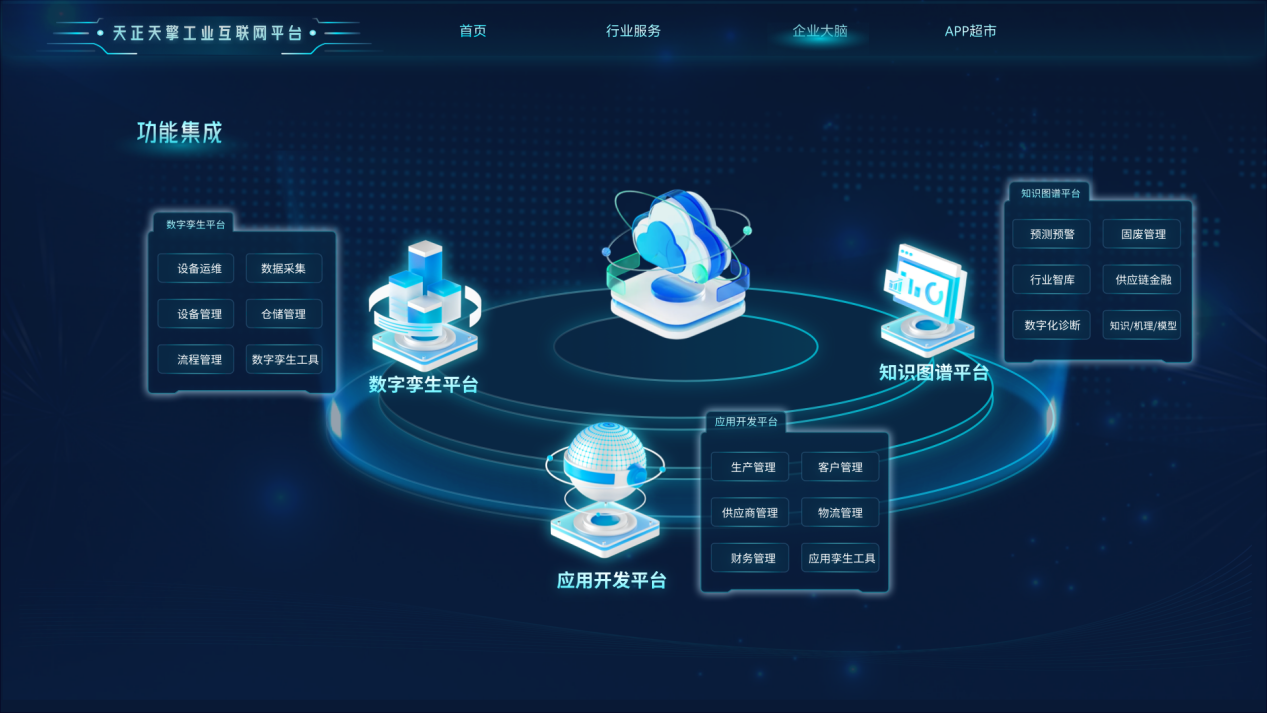 天正天擎工业互联网平台
首页
行业服务
企业大脑
APP超市
功能集成
数字孪生平台
设备运维
数据采集
设备管理
仓储管理
流程管理
数字孪生工具
数字孪生平台
知识图谱平台
预测预警
固废管理
行业智库
供应链金融
数字化诊断
知识/机理/模型
知识图谱平台
应用开发平台
生产管理
客户管理
供应商管理
物流管理
财务管理
应用孪生工具
应用开发平台